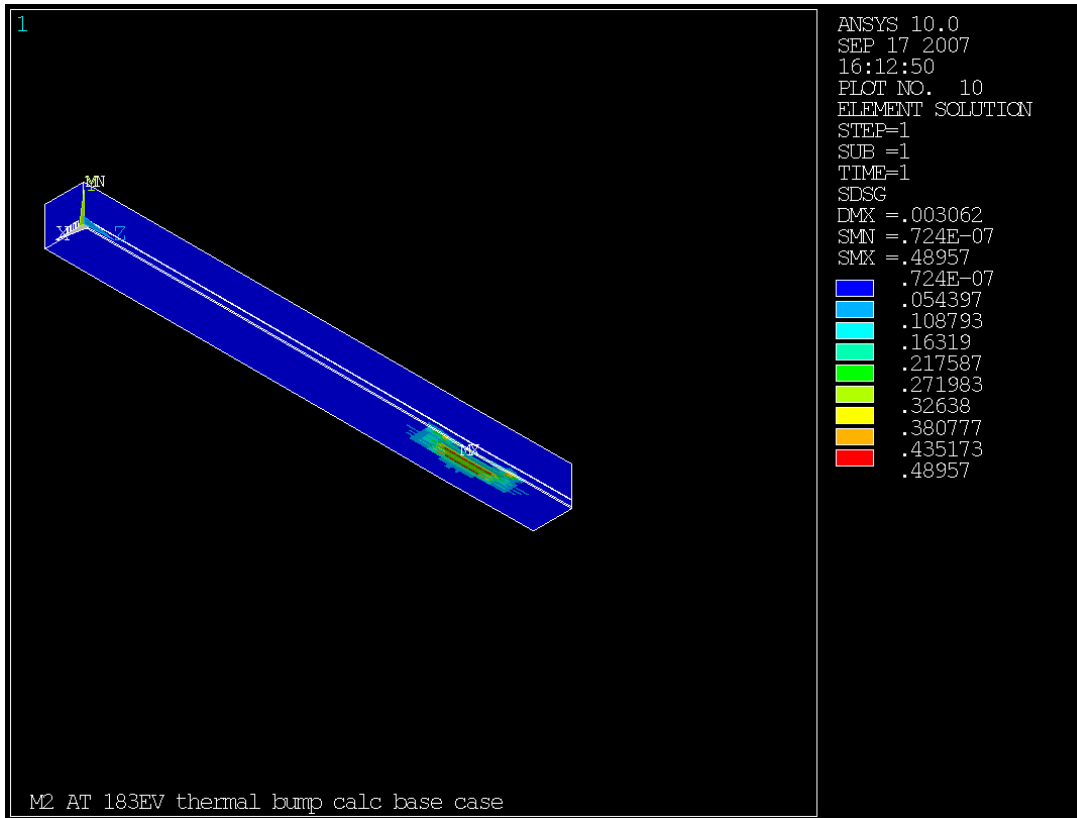 1
ANSYS 10.0
SEP 17 2007
16:12:50
PLOT NO.  10
ELEMENT SOLUTION
STEP=1
SUB =1
TIME=1
SDSG
DMX =.003062
SMN =.724E-07
SMX =.48957
.724E-07
.054397
.108793
.16319
.217587
.271983
.32638
.380777
.435173
.48957
MN
X
Z
MX
M2 AT 183EV thermal bump calc base case